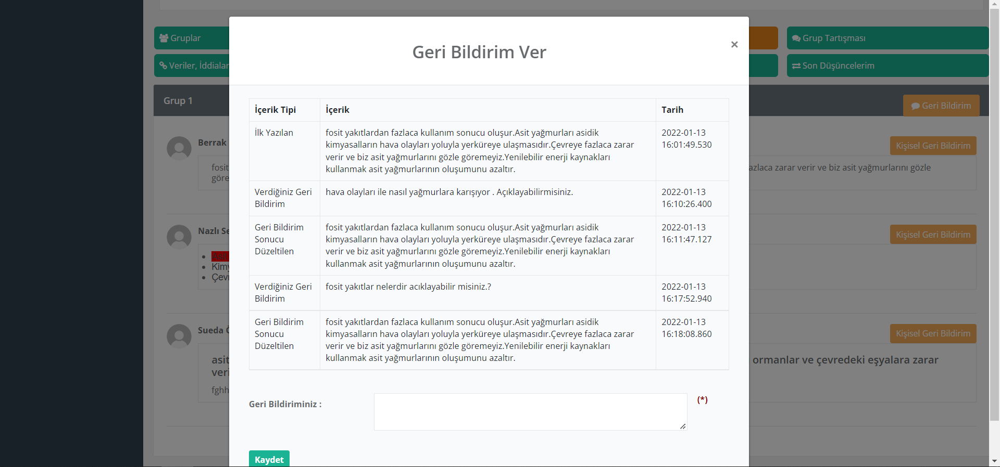 Gruplar
Grup Tartışması
Veriler, İddialar
Son Düşüncelerim
Geri Bildirim Ver
×
Grup 1
Geri Bildirim
İçerik Tipi İçerik Tarih
İlk Yazılan
fosit yakıtlardan fazlaca kullanım sonucu oluşur.Asit yağmurları asidik
kimyasalların hava olayları yoluyla yerküreye ulaşmasıdır.Çevreye fazlaca zarar
verir ve biz asit yağmurlarını gözle göremeyiz.Yenilebilir enerji kaynakları
kullanmak asit yağmurlarının oluşumunu azaltır.
2022-01-13
16:01:49.530
Verdiğiniz Geri
Bildirim
hava olayları ile nasıl yağmurlara karışıyor . Açıklayabilirmisiniz.
2022-01-13
16:10:26.400
Geri Bildirim
Sonucu
Düzeltilen
fosit yakıtlardan fazlaca kullanım sonucu oluşur.Asit yağmurları asidik
kimyasalların hava olayları yoluyla yerküreye ulaşmasıdır.Çevreye fazlaca zarar
verir ve biz asit yağmurlarını gözle göremeyiz.Yenilebilir enerji kaynakları
kullanmak asit yağmurlarının oluşumunu azaltır.
2022-01-13
16:11:47.127
Verdiğiniz Geri
Bildirim
fosit yakıtlar nelerdir acıklayabilir misiniz.?
2022-01-13
16:17:52.940
Geri Bildirim
Sonucu
Düzeltilen
fosit yakıtlardan fazlaca kullanım sonucu oluşur.Asit yağmurları asidik
kimyasalların hava olayları yoluyla yerküreye ulaşmasıdır.Çevreye fazlaca zarar
verir ve biz asit yağmurlarını gözle göremeyiz.Yenilebilir enerji kaynakları
kullanmak asit yağmurlarının oluşumunu azaltır.
2022-01-13
16:18:08.860
Geri Bildiriminiz :
(*)
Kaydet
Berrak
Kişisel Geri Bildirim
fosit
azlaca zarar verir ve biz asit yağmurlarını gözle
göre
Nazlı Se
Kişisel Geri Bildirim
Asit
Kimy
Çevr
Sueda Ö
Kişisel Geri Bildirim
asit
ormanlar ve çevredeki eşyalara zarar
veri
fghh